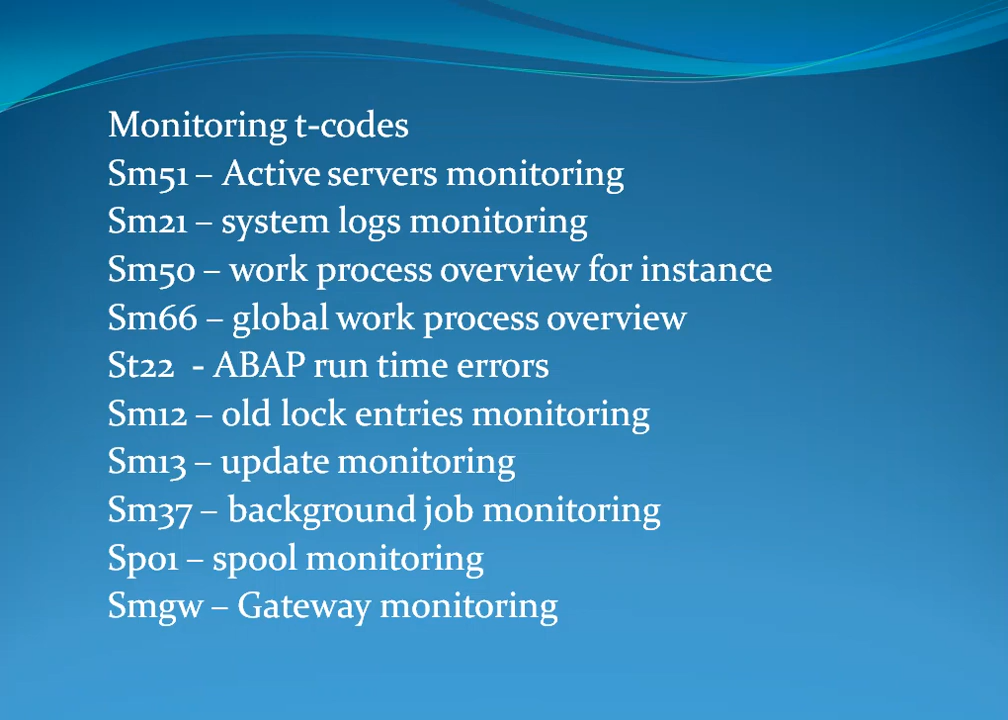 Monitoring t-codes
Sm51 – Active servers monitoring
Sm21 – system logs monitoring
Sm50 – work process overview for instance
Sm66 – global work process overview
St22  - ABAP run time errors
Sm12 – old lock entries monitoring
Sm13 – update monitoring
Sm37 – background job monitoring
Sp01 – spool monitoring
Smgw – Gateway monitoring